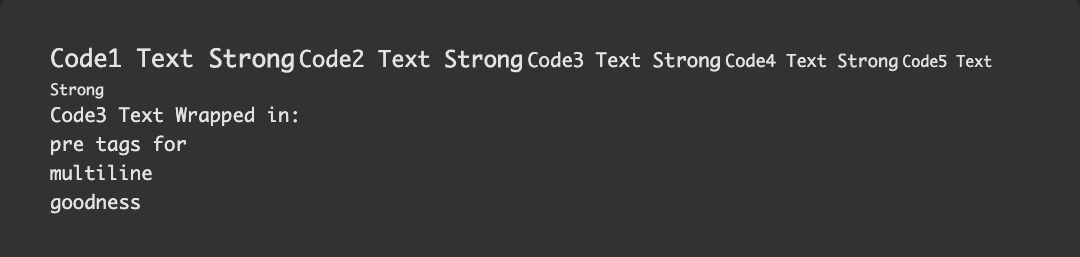 Code1 Text Strong Code2 Text Strong Code3 Text Strong Code4 Text Strong Code5 Text
Strong
Code3 Text Wrapped in:
pre tags for
multiline
goodness